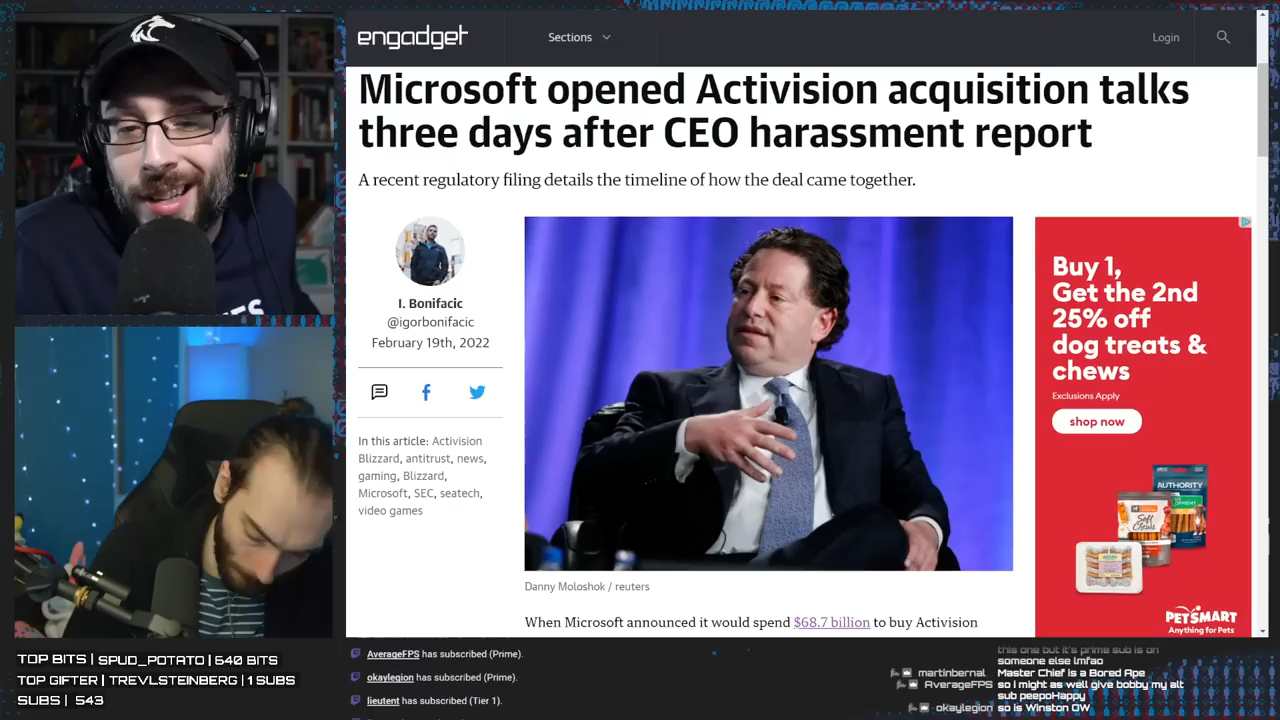 engadget
Sections
Login
Microsoft opened Activision acquisition talks
three days after CEO harassment report
A recent regulatory filing details the timeline of how the deal came together.
I. Bonifacic
@igorbonifacic
February 19th, 2022
In this article: Activision
Blizzard, antitrust, news,
gaming, Blizzard,
Microsoft, SEC, seatech,
video games
Danny Moloshok / reuters
When Microsoft announced it would spend $68.7 billion to buy Activision
Buy 1,
Get the 2nd
25% off
dog treats &
chews
Exclusions Apply
shop now
AUTHORITY
Soft
Chews
PETSMART
Anything for Pets
TOP BITS | SPUD_POTATO | 640 BITS
TOP GIFTER | TREVLSTEINBERG | 1 SUBS
SUBS | 543
AverageFPS has subscribed (Prime).
okaylegion has subscribed (Prime).
lieutent has subscribed (Tier 1).
this one but it's prime sub is on
someone else lmfao
martinbernal Master Chief is a Bored Ape
AverageFPS so i might as well give bobby my alt
sub peepoHappy
okaylegion so is Winston OW